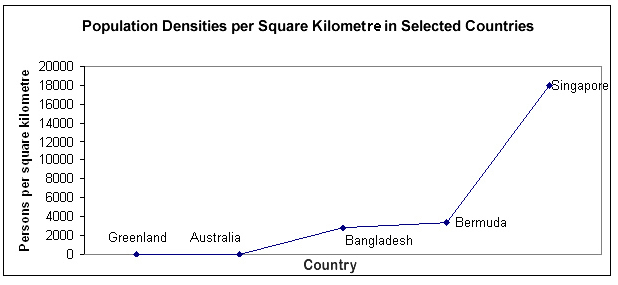 Population Densities per Square Kilometre in Selected Countries
Persons per square kilometre
20000
18000
16000
14000
12000
10000
8000
6000
4000
2000
0
Greenland
Australia
Bangladesh
Bermuda
Singapore
Country